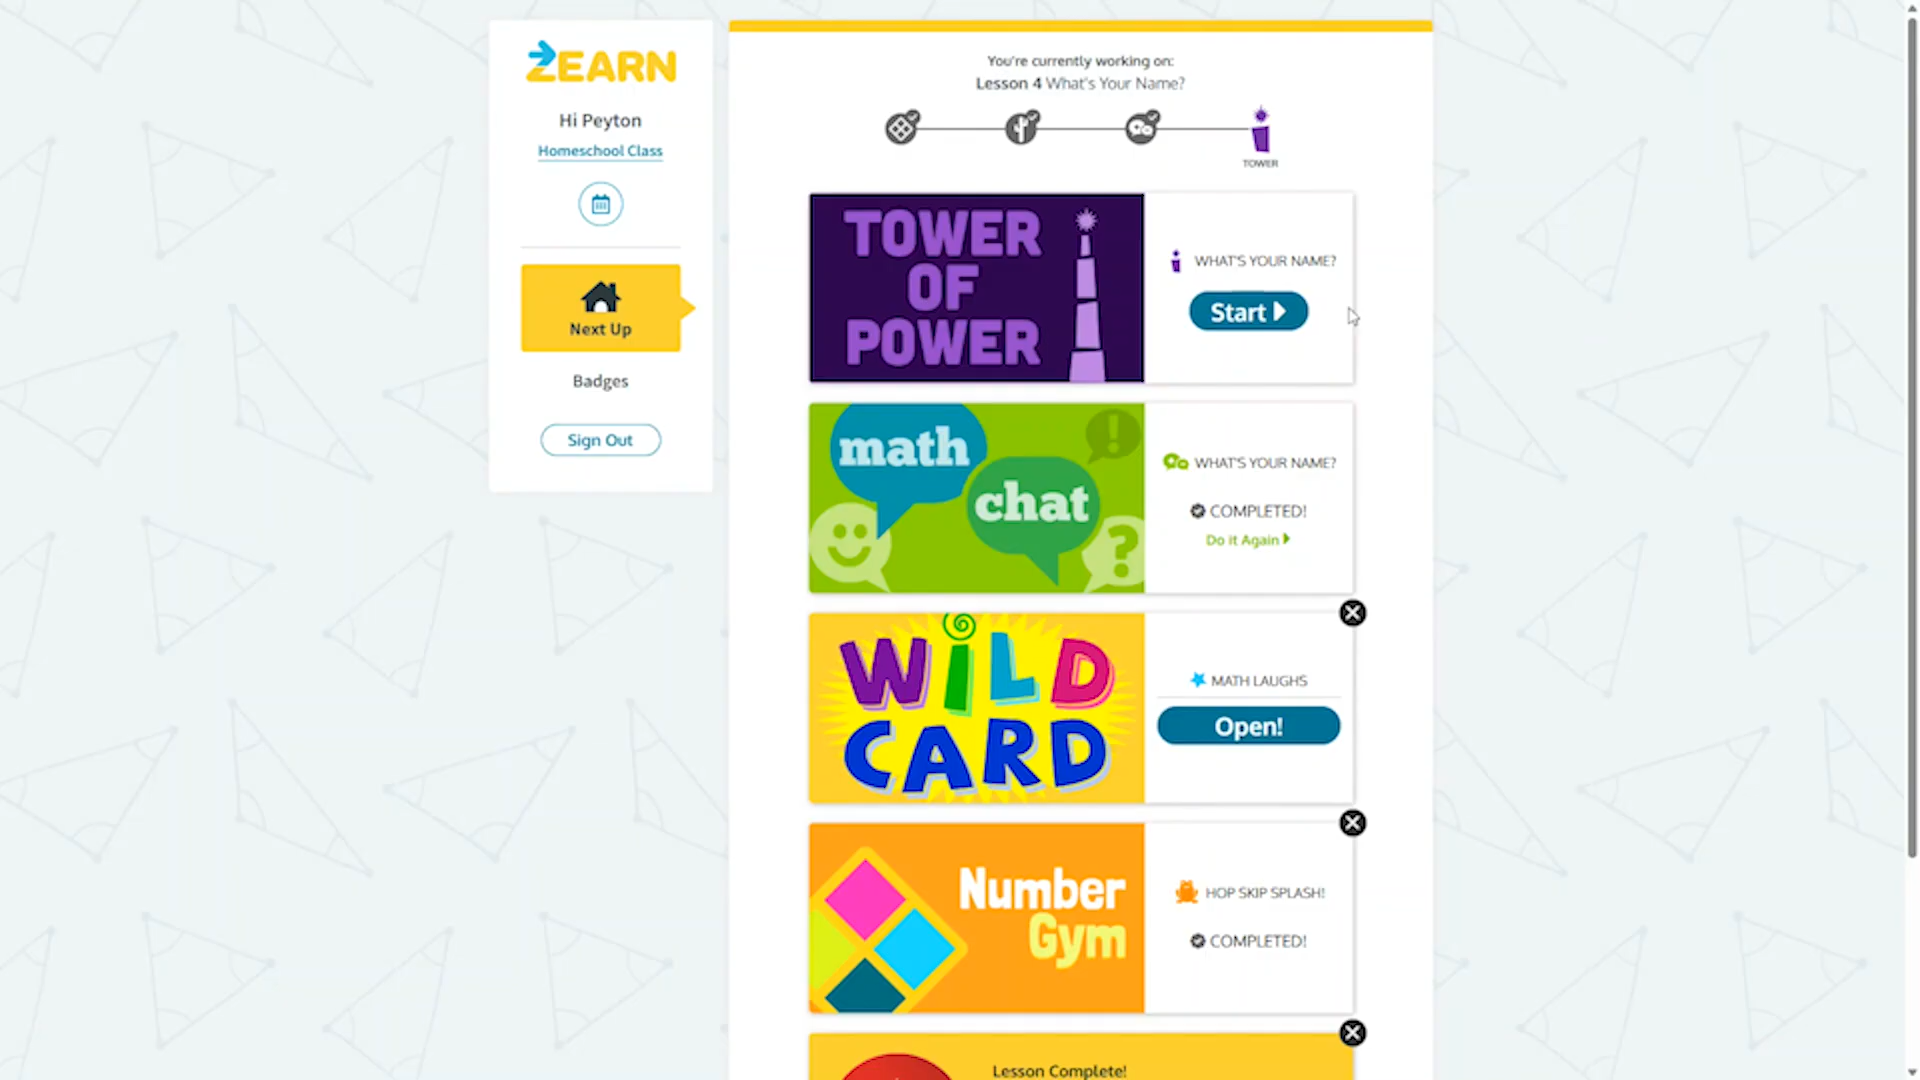 ZEARN
Hi Peyton
Homeschool Class
Next Up
Badges
Sign Out
You're currently working on:
Lesson 4 What's Your Name?
TOWER
TOWER
OF
POWER
WHAT'S YOUR NAME?
Start
math
chat
WHAT'S YOUR NAME?
COMPLETED!
Do it Again
WiLD
CARD
MATH LAUGHS
Open!
Number
Gym
HOP SKIP SPLASH!
COMPLETED!
Lesson Complete!